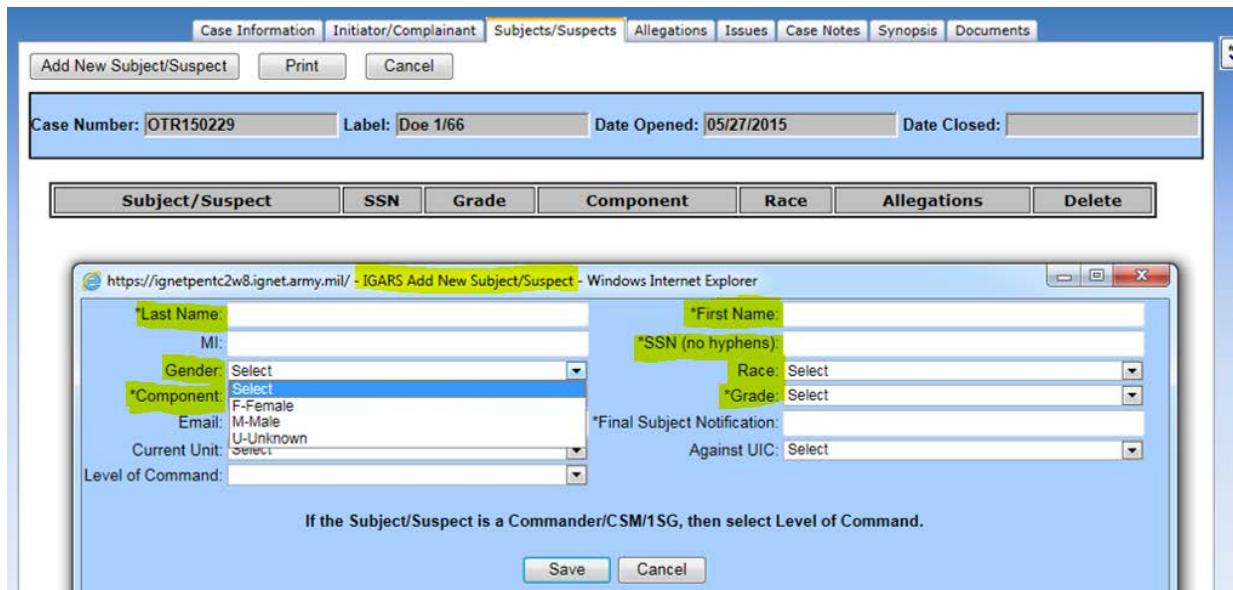 Case Information Initiator/Complainant Subjects/Suspects Allegations Issues Case Notes Synopsis Documents
Add New Subject/Suspect Print Cancel
Case Number: OTR150229 Label: Doe 1/66 Date Opened: 05/27/2015 Date Closed:
Subject/Suspect SSN Grade Component Race Allegations Delete
https://ignetpentc2w8.ignet.army.mil/ - IGARS Add New Subject/Suspect - Windows Internet Explorer
*Last Name: *First Name:
MI: *SSN (no hyphens):
Gender: Select Race: Select
*Component: Select *Grade: Select
F-Female
Email: M-Male *Final Subject Notification:
U-Unknown
Current Unit: Select Against UIC: Select
Level of Command:
If the Subject/Suspect is a Commander/CSM/1SG, then select Level of Command.
Save Cancel